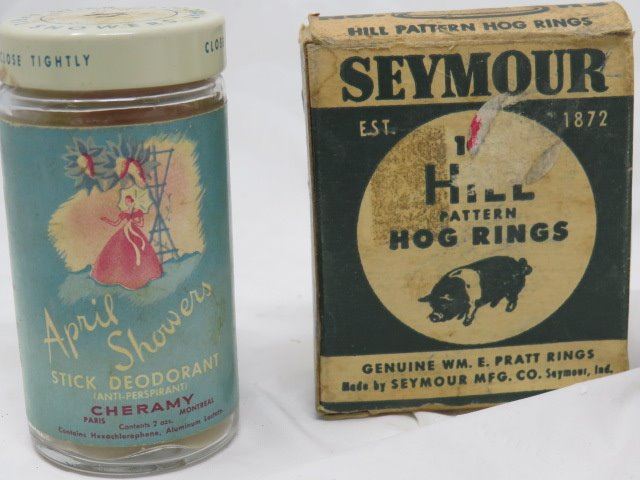 CLOSE TIGHTLY
CLOSE
April
Showers
STICK DEODORANT
(ANTI-PERSPIRANT)
CHERAMY
PARIS MONTREAL
Contents 2 ozs.
Contains Hexachlorophene, Aluminum
HILL PATTERN HOG RINGS
SEYMOUR
EST. 1872
HILL
PATTERN
HOG RINGS
GENUINE WM. E. PRATT RINGS
Made by SEYMOUR MFG. CO. Seymour, Ind.